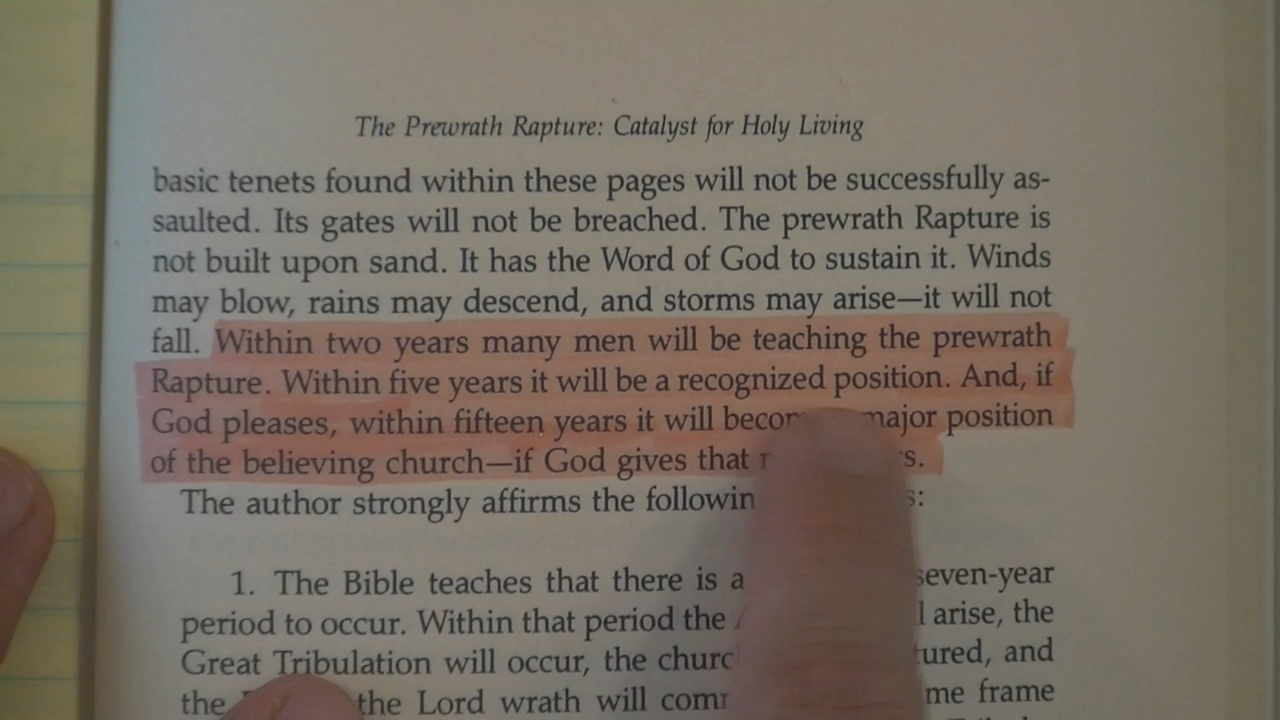 The Prewrath Rapture: Catalyst for Holy Living
basic tenets found within these pages will not be successfully as-
saulted. Its gates will not be breached. The prewrath Rapture is
not built upon sand. It has the Word of God to sustain it. Winds
may blow, rains may descend, and storms may arise—it will not
fall. Within two years many men will be teaching the prewrath
Rapture. Within five years it will be a recognized position. And, if
God pleases, within fifteen years it will major position
of the believing church—if God gives that
The author strongly affirms the
1. The Bible teaches that there is a seven-year
period to occur. Within that period the arise, the
Great Tribulation will occur, the and
the the Lord wrath will frame